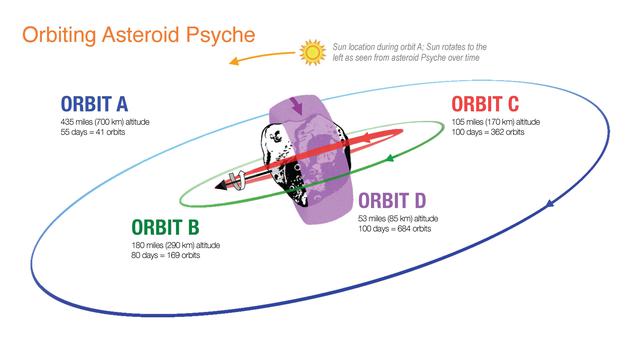 Orbiting Asteroid Psyche
Sun location during orbit A; Sun rotates to the
left as seen from asteroid Psyche over time
ORBIT A
435 miles (700 km) altitude
55 days = 41 orbits
ORBIT C
105 miles (170 km) altitude
100 days = 362 orbits
ORBIT D
53 miles (85 km) altitude
100 days = 684 orbits
ORBIT B
180 miles (290 km) altitude
80 days = 169 orbits